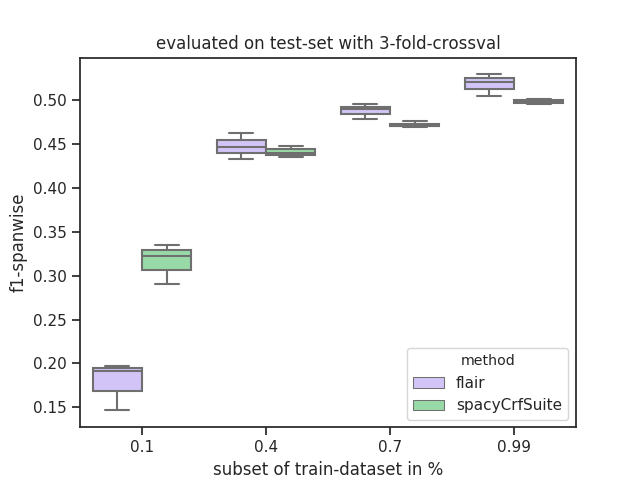 evaluated on test-set with 3-fold-crossval
f1-spanwise
0.50
0.45
0.40
0.35
0.30
0.25
0.20
0.15
method
flair
spacyCrfSuite
0.1
0.4
0.7
0.99
subset of train-dataset in %